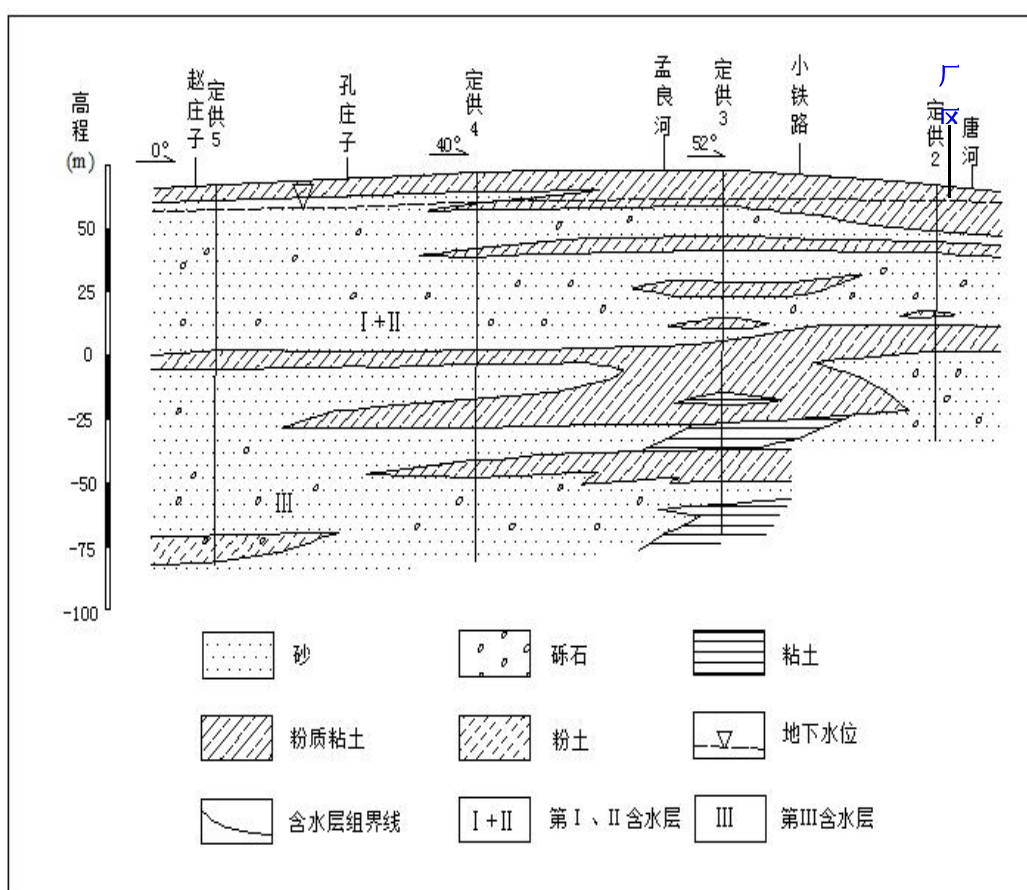 高程
(m)
50
25
0
-25
-50
-75
-100
赵庄子
定供5
孔庄子
定供4
孟良河
定供3
小铁路
定供2
厂区
唐河
0°
40°
52°
I+II
III
砂
砾石
粘土
粉质粘土
粉土
地下水位
含水层组界线
I+II
第Ⅰ、Ⅱ含水层
III
第III含水层